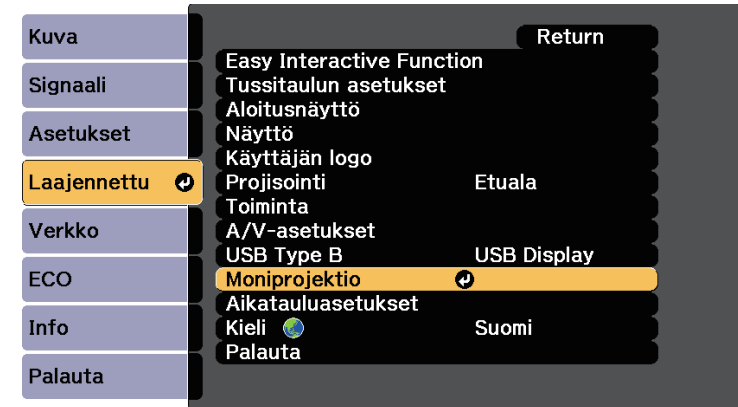 Kuva
Signaali
Asetukset
Laajennettu
Verkko
ECO
Info
Palauta
Return
Easy Interactive Function
Tussitaulun asetukset
Aloitusnäyttö
Näyttö
Käyttäjän logo
Projisointi Etuala
Toiminta
A/V-asetukset
USB Type B USB Display
Moniprojektio
Aikatauluasetukset
Kieli Suomi
Palauta